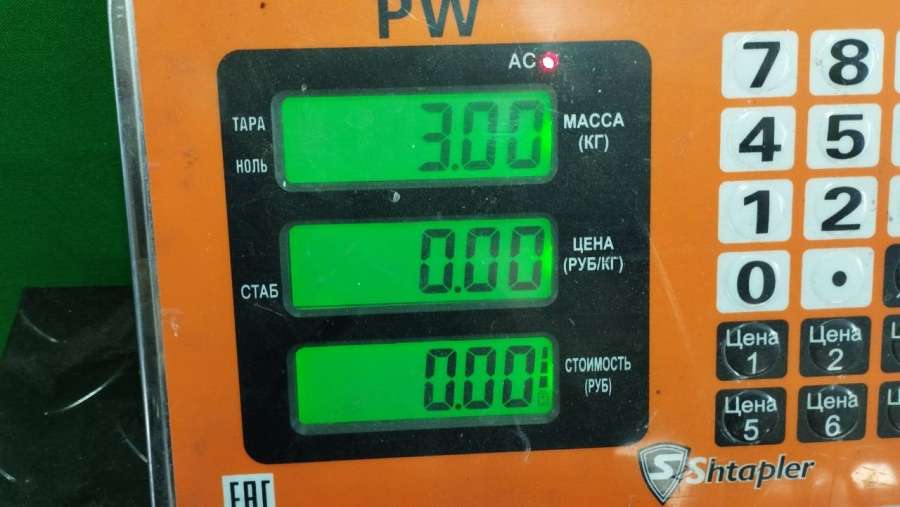 PW
AC
ТАРА
НОЛЬ
3.00
МАССА
(КГ)
0.00
ЦЕНА
(РУБ/КГ)
СТАБ
0.00
СТОИМОСТЬ
(РУБ)
7 8
4 5
1 2
0 .
Цена 1
Цена 2
Цена 5
Цена 6
Shtapler
EAC